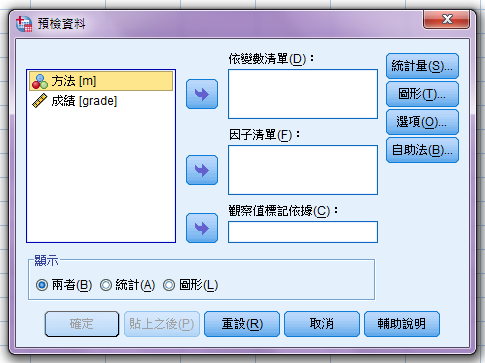 預檢資料
方法 [m]
成績 [grade]
依變數清單(D)：
因子清單(F)：
觀察值標記依據(C)：
統計量(S)...
圖形(T)...
選項(O)...
自助法(B)...
顯示
兩者(B) 統計(A) 圖形(L)
確定 貼上之後(P) 重設(R) 取消 輔助說明